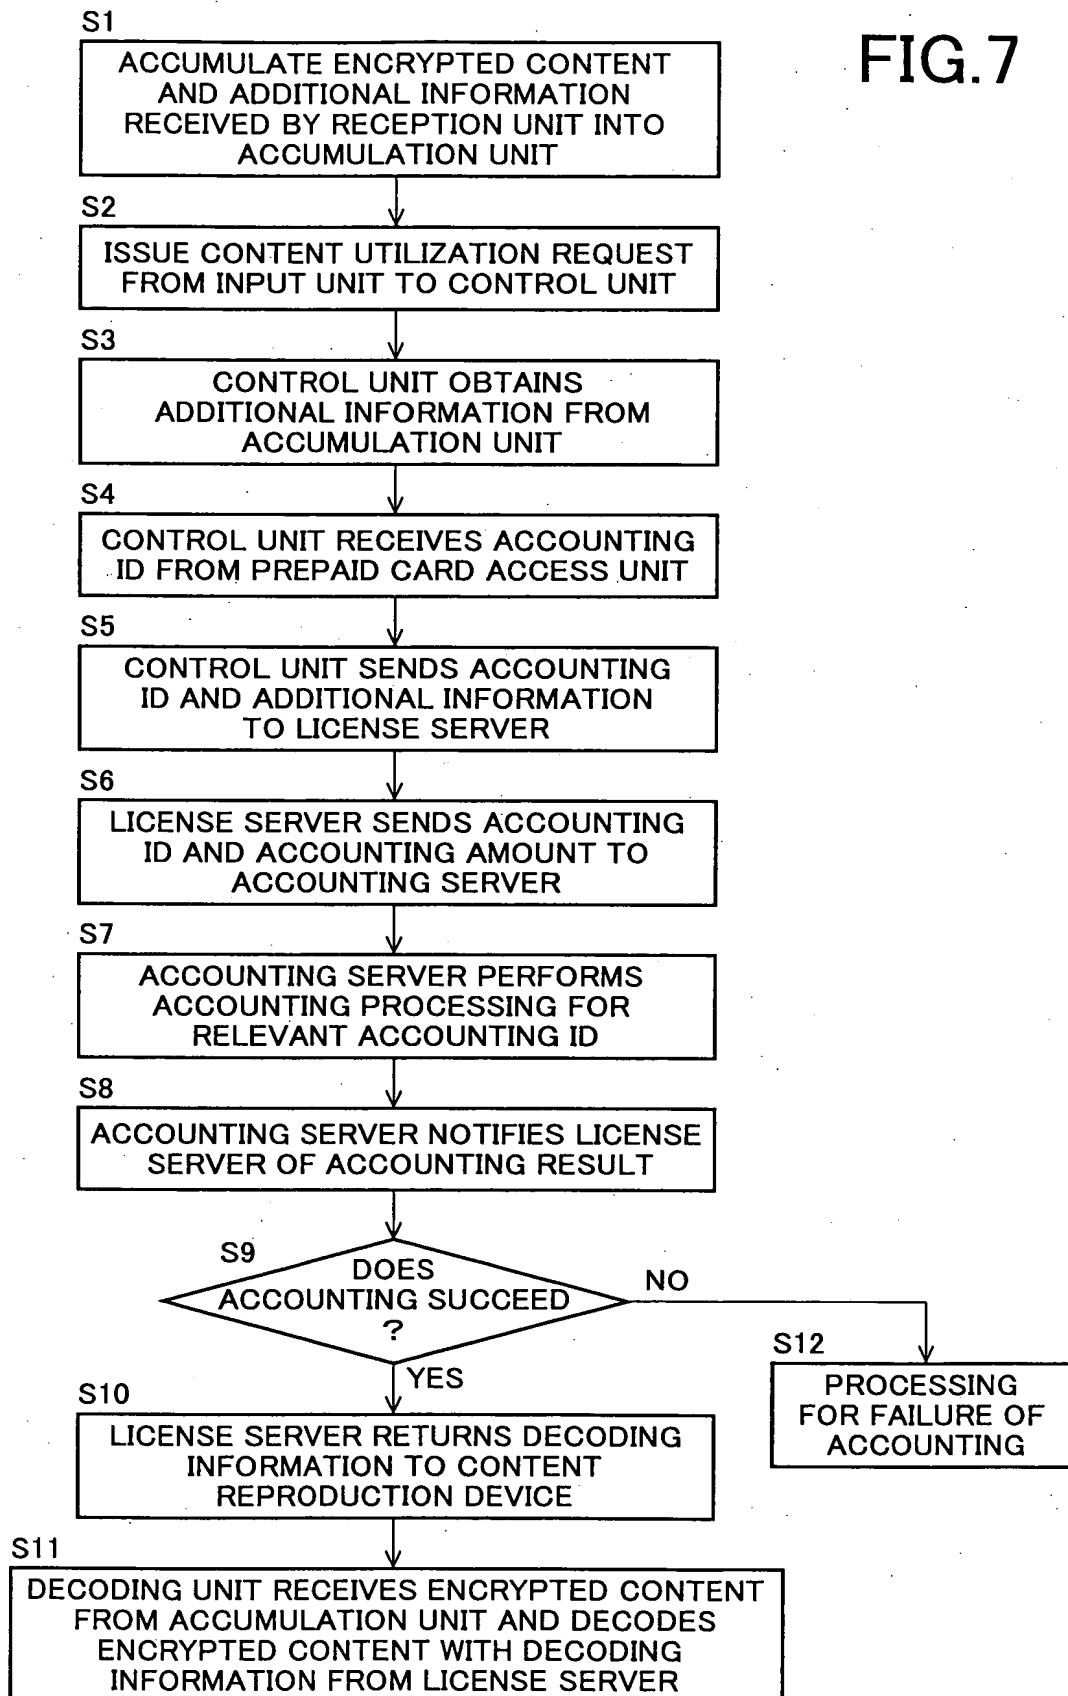 FIG.7
S1
ACCUMULATE ENCRYPTED CONTENT
AND ADDITIONAL INFORMATION
RECEIVED BY RECEPTION UNIT INTO
ACCUMULATION UNIT
S2
ISSUE CONTENT UTILIZATION REQUEST
FROM INPUT UNIT TO CONTROL UNIT
S3
CONTROL UNIT OBTAINS
ADDITIONAL INFORMATION FROM
ACCUMULATION UNIT
S4
CONTROL UNIT RECEIVES ACCOUNTING
ID FROM PREPAID CARD ACCESS UNIT
S5
CONTROL UNIT SENDS ACCOUNTING
ID AND ADDITIONAL INFORMATION
TO LICENSE SERVER
S6
LICENSE SERVER SENDS ACCOUNTING
ID AND ACCOUNTING AMOUNT TO
ACCOUNTING SERVER
S7
ACCOUNTING SERVER PERFORMS
ACCOUNTING PROCESSING FOR
RELEVANT ACCOUNTING ID
S8
ACCOUNTING SERVER NOTIFIES LICENSE
SERVER OF ACCOUNTING RESULT
S9
DOES
ACCOUNTING SUCCEED
?
NO
YES
S12
PROCESSING
FOR FAILURE OF
ACCOUNTING
S10
LICENSE SERVER RETURNS DECODING
INFORMATION TO CONTENT
REPRODUCTION DEVICE
S11
DECODING UNIT RECEIVES ENCRYPTED CONTENT
FROM ACCUMULATION UNIT AND DECODES
ENCRYPTED CONTENT WITH DECODING
INFORMATION FROM LICENSE SERVER